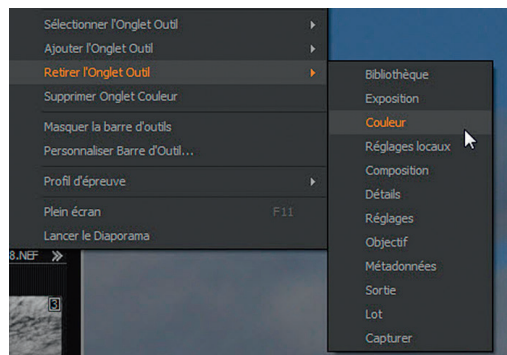 Sélectionner l'Onglet Outil
Ajouter l'Onglet Outil
Retirer l'Onglet Outil
Supprimer Onglet Couleur
Masquer la barre d'outils
Personnaliser Barre d'Outil...
Profil d'épreuve
Plein écran F11
Lancer le Diaporama
Bibliothèque
Exposition
Couleur
Réglages locaux
Composition
Détails
Réglages
Objectif
Métadonnées
Sortie
Lot
Capturer
8.NEF
3